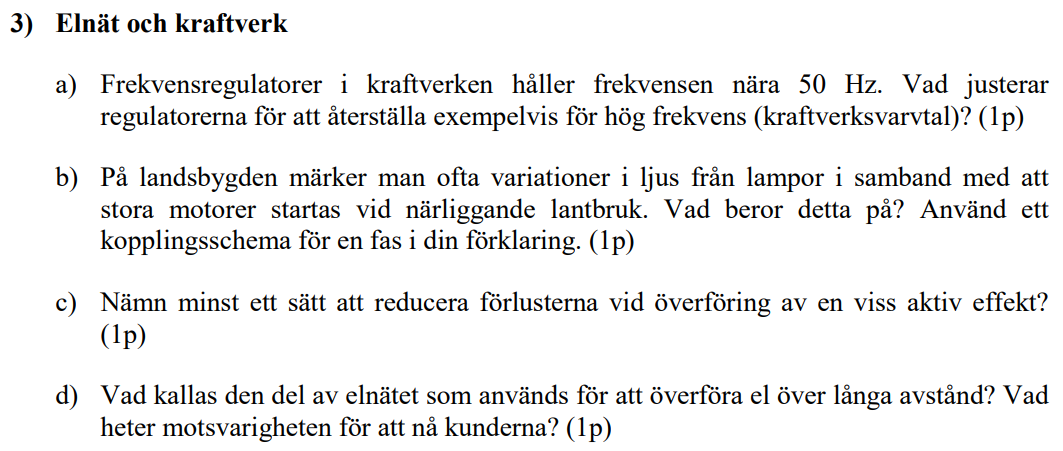 3) Elnät och kraftverk
a) Frekvensregulatorer i kraftverken håller frekvensen nära 50 Hz. Vad justerar
regulatorerna för att återställa exempelvis för hög frekvens (kraftverksvarvtal)? (1p)
b) På landsbygden märker man ofta variationer i ljus från lampor i samband med att
stora motorer startas vid närliggande lantbruk. Vad beror detta på? Använd ett
kopplingsschema för en fas i din förklaring. (1p)
c) Nämn minst ett sätt att reducera förlusterna vid överföring av en viss aktiv effekt?
(1p)
d) Vad kallas den del av elnätet som används för att överföra el över långa avstånd? Vad
heter motsvarigheten för att nå kunderna? (1p)